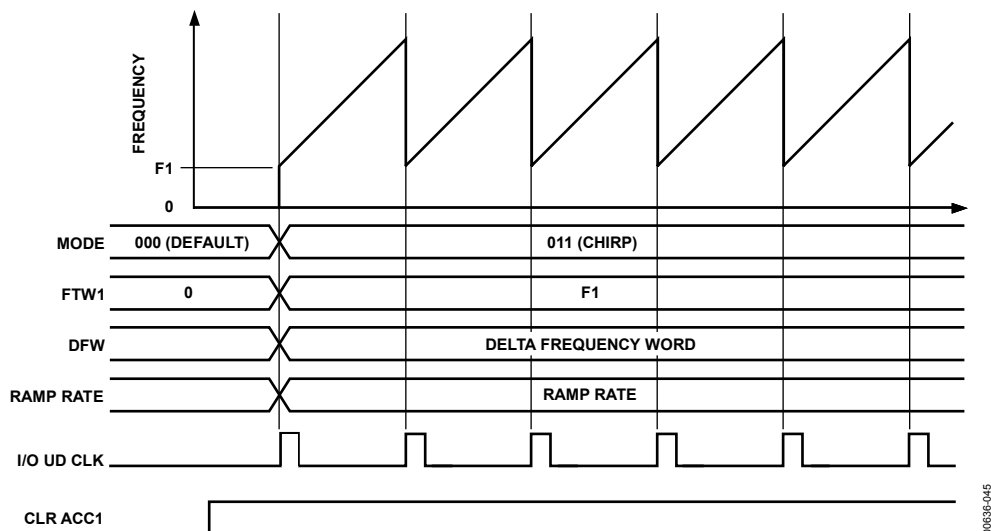 FREQUENCY
F1
0
MODE 000 (DEFAULT) 011 (CHIRP)
FTW1 0 F1
DFW DELTA FREQUENCY WORD
RAMP RATE RAMP RATE
I/O UD CLK
CLR ACC1
00636-045